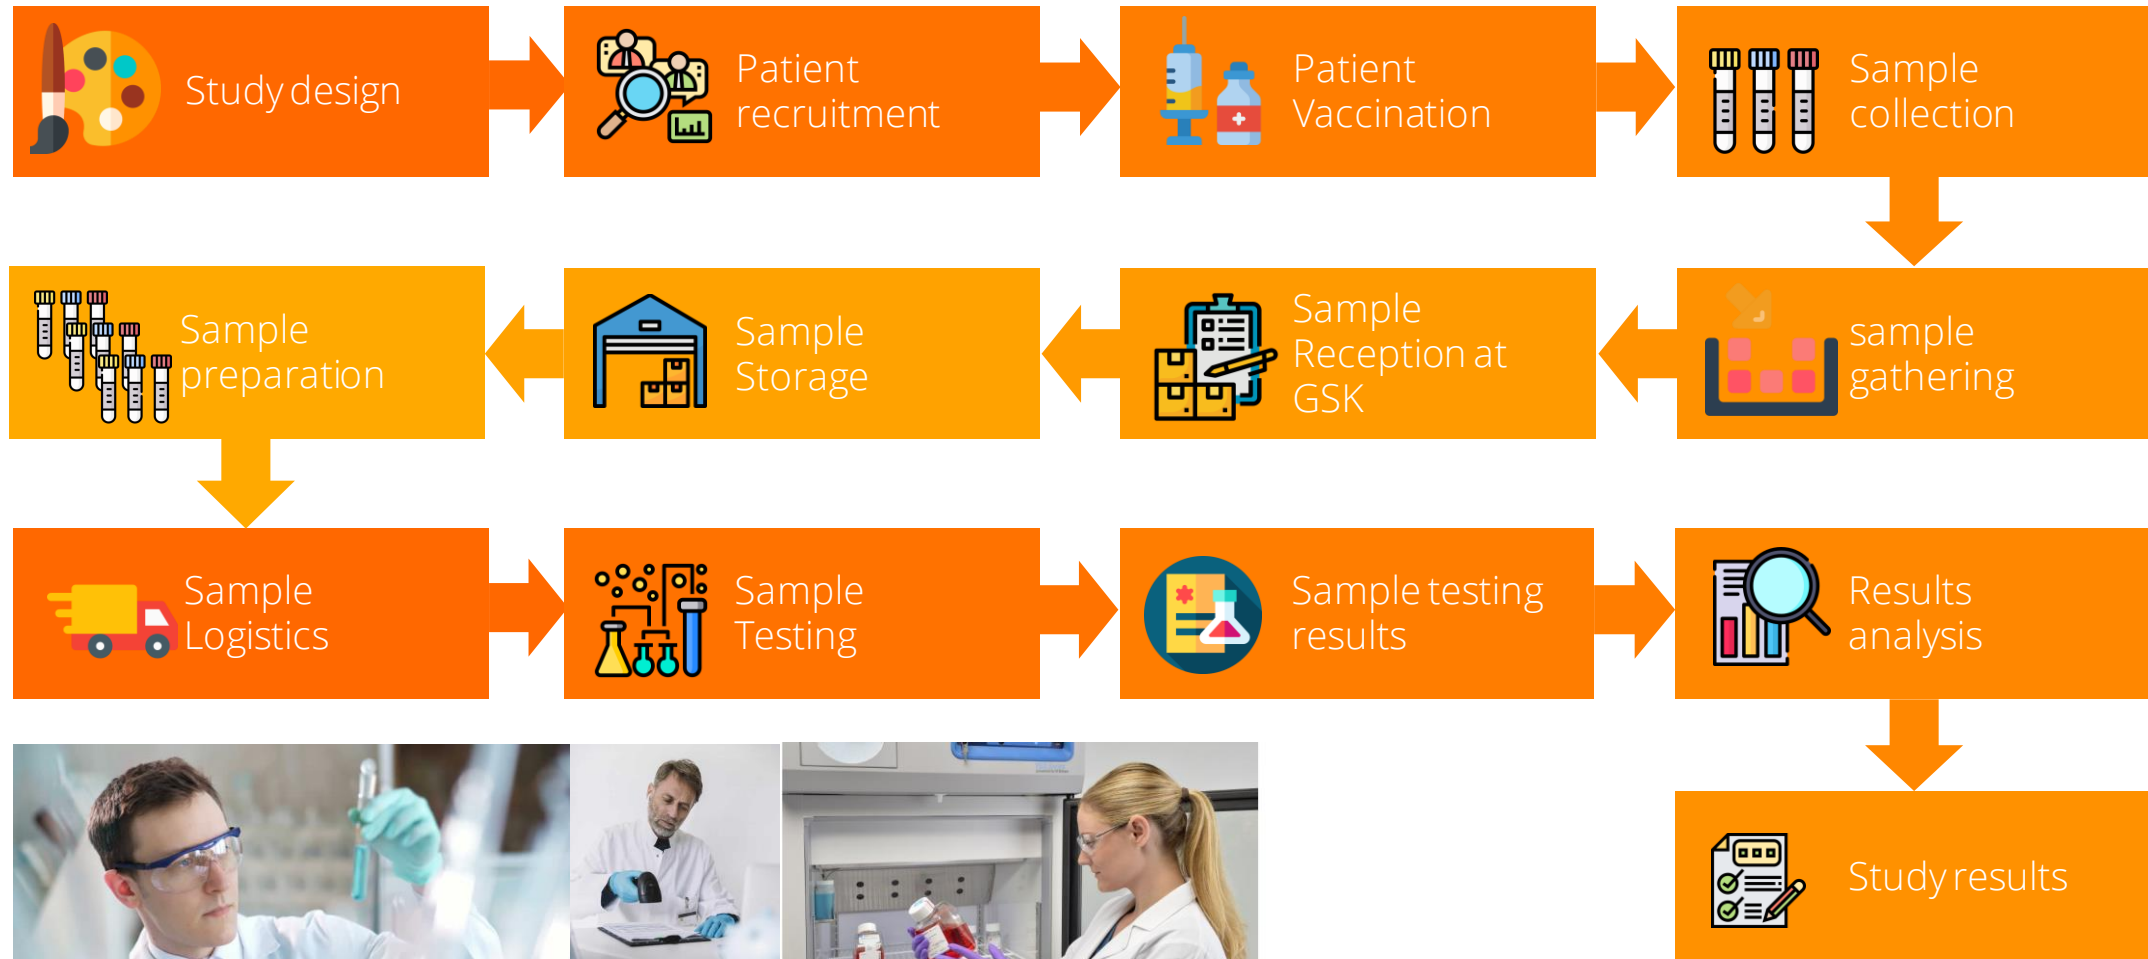 Study design
Patient
recruitment
Patient
Vaccination
Sample
collection
sample
gathering
Sample
Reception at
GSK
Sample
Storage
Sample
preparation
Sample
Logistics
Sample
Testing
Sample testing
results
Results
analysis
Study results